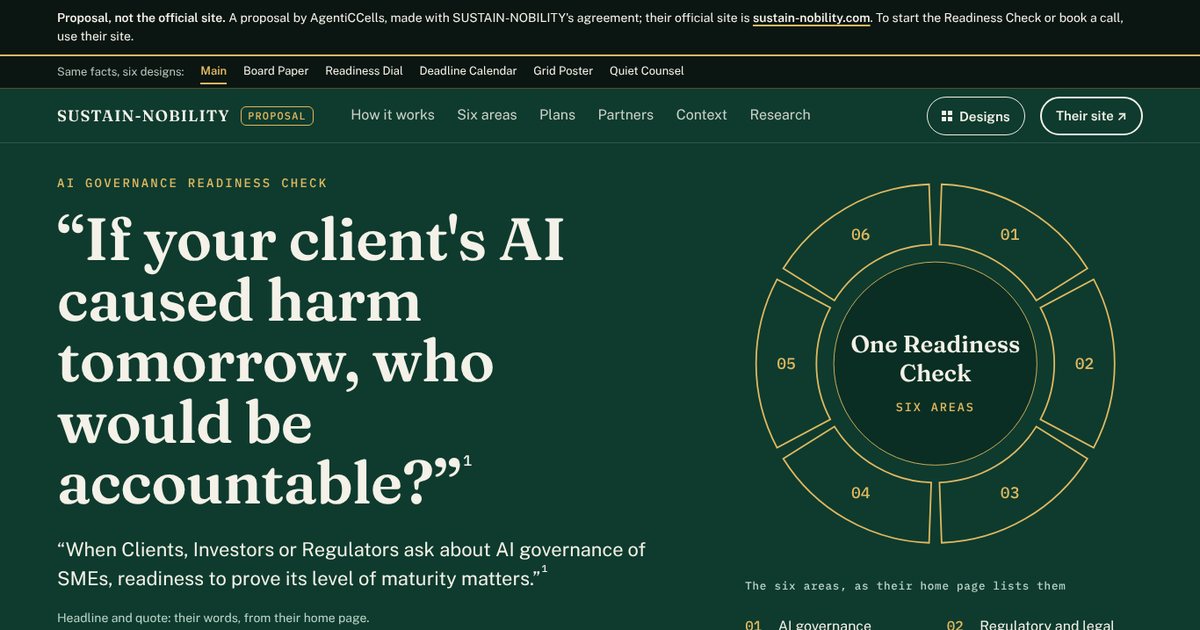 Proposal, not the official site. A proposal by AgentiCCells, made with SUSTAIN-NOBILITY's agreement; their official site is sustain-nobility.com. To start the Readiness Check or book a call,
use their site.
Same facts, six designs: Main Board Paper Readiness Dial Deadline Calendar Grid Poster Quiet Counsel
SUSTAIN-NOBILITY PROPOSAL How it works Six areas Plans Partners Context Research Designs Their site ↗
AI GOVERNANCE READINESS CHECK
“If your client's AI
caused harm
tomorrow, who
would be
accountable?”1
“When Clients, Investors or Regulators ask about AI governance of
SMEs, readiness to prove its level of maturity matters.”1
Headline and quote: their words, from their home page.
06 01
05 02
04 03
One Readiness
Check
SIX AREAS
The six areas, as their home page lists them
01 AI governance 02 Regulatory and legal